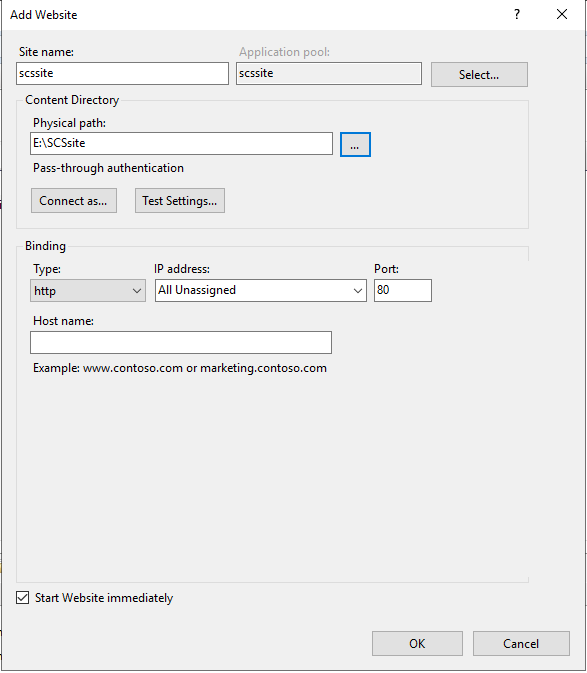 Add Website
?
Site name:
Application pool:
scssite
scssite
Select...
Content Directory
Physical path:
E:\SCSsite
...
Pass-through authentication
Connect as...
Test Settings...
Binding
Type:
IP address:
Port:
http
All Unassigned
80
Host name:
Example: www.contoso.com or marketing.contoso.com
Start Website immediately
OK
Cancel